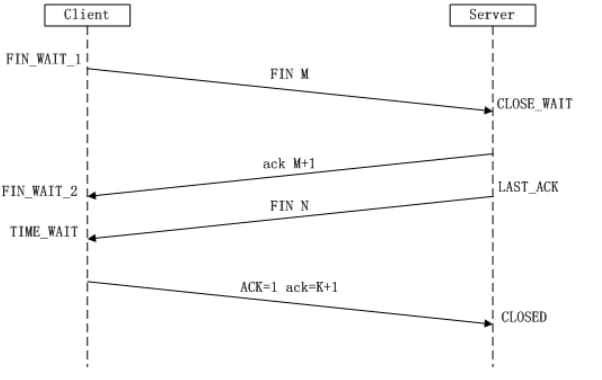 Client
Server
FIN_WAIT_1
FIN M
CLOSE_WAIT
ack M+1
FIN_WAIT_2
LAST_ACK
FIN N
TIME_WAIT
ACK=1 ack=K+1
CLOSED